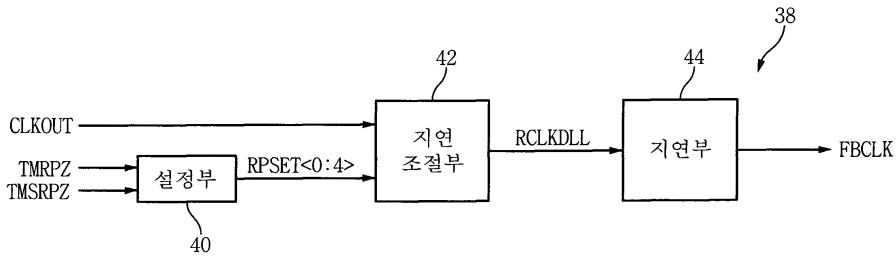 38
42
44
CLKOUT
지연
조절부
RCLKDLL
지연부
FBCLK
TMRPZ
TMSRPZ
설정부
RPSET<0:4>
40